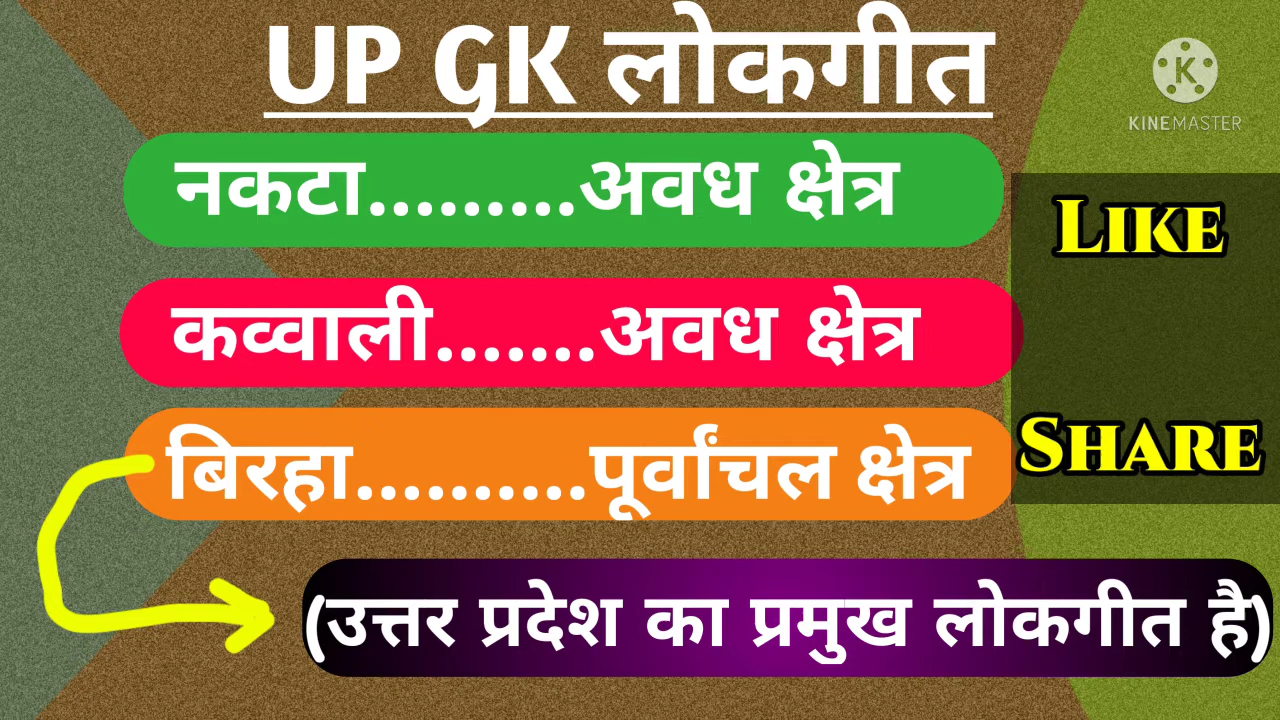 UP GK लोकगीत
K
KINEMASTER
नकटा.........अवध क्षेत्र
LIKE
कव्वाली.......अवध क्षेत्र
बिरहा..........पूर्वांचल क्षेत्र
SHARE
(उत्तर प्रदेश का प्रमुख लोकगीत है)